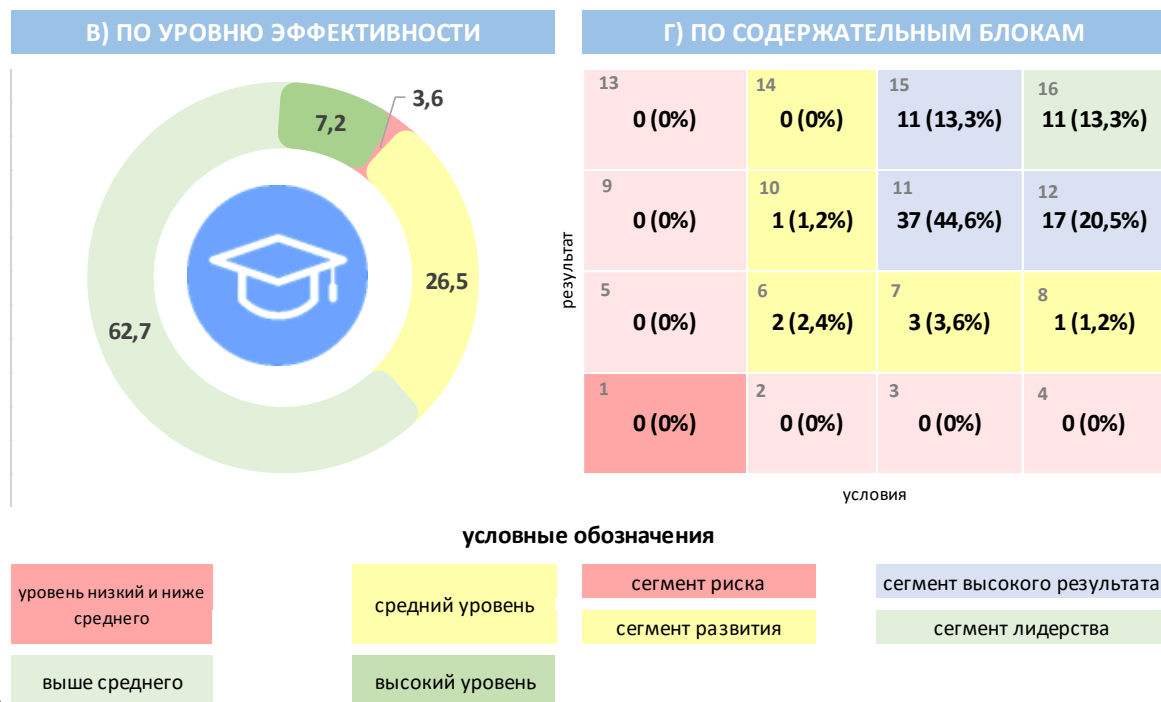 В) ПО УРОВНЮ ЭФФЕКТИВНОСТИ
3,6
7,2
26,5
62,7
Г) ПО СОДЕРЖАТЕЛЬНЫМ БЛОКАМ
результат
13
14
15
16
0 (0%)
0 (0%)
11 (13,3%)
11 (13,3%)
9
10
11
12
0 (0%)
1 (1,2%)
37 (44,6%)
17 (20,5%)
5
6
7
8
0 (0%)
2 (2,4%)
3 (3,6%)
1 (1,2%)
1
2
3
4
0 (0%)
0 (0%)
0 (0%)
0 (0%)
условия
условные обозначения
уровень низкий и ниже
среднего
средний уровень
выше среднего
высокий уровень
сегмент риска
сегмент высокого результата
сегмент развития
сегмент лидерства